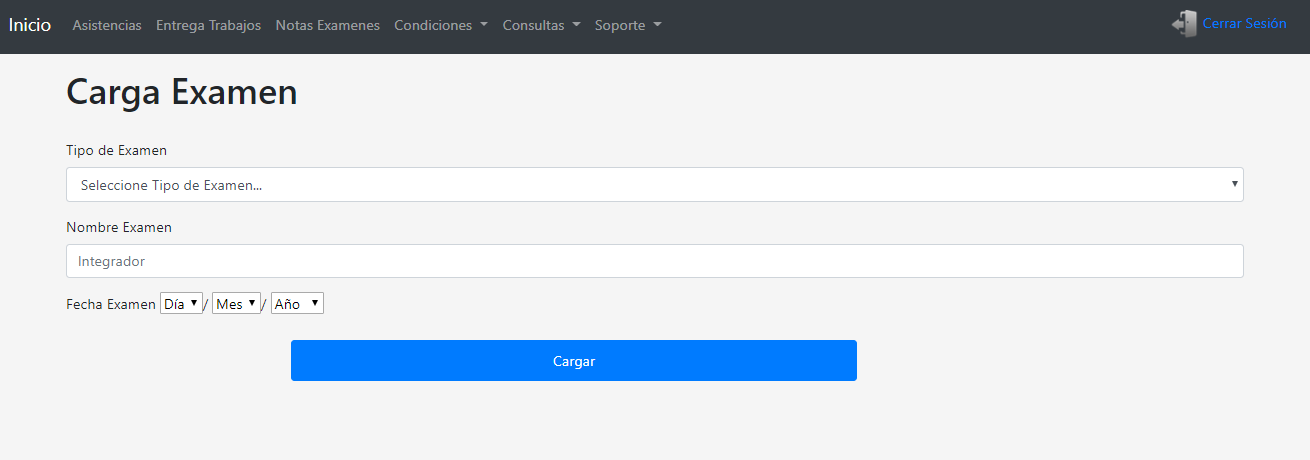 Inicio Asistencias Entrega Trabajos Notas Examenes Condiciones Consultas Soporte Cerrar Sesión
Carga Examen
Tipo de Examen
Seleccione Tipo de Examen...
Nombre Examen
Integrador
Fecha Examen Día / Mes / Año
Cargar